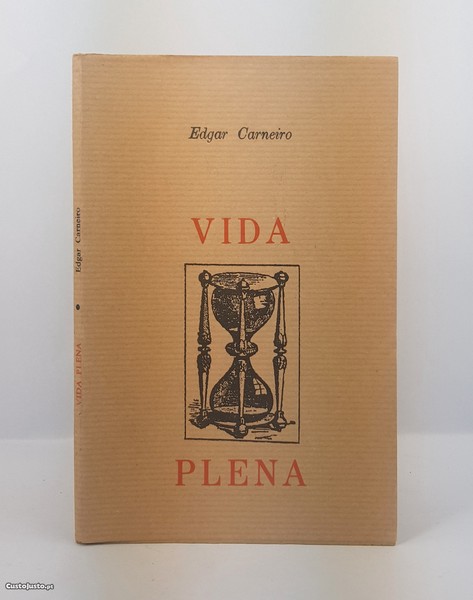 Edgar Carneiro
VIDA
PLENA
VIDA PLENA • Edgar Carneiro
CustoJusto.pt